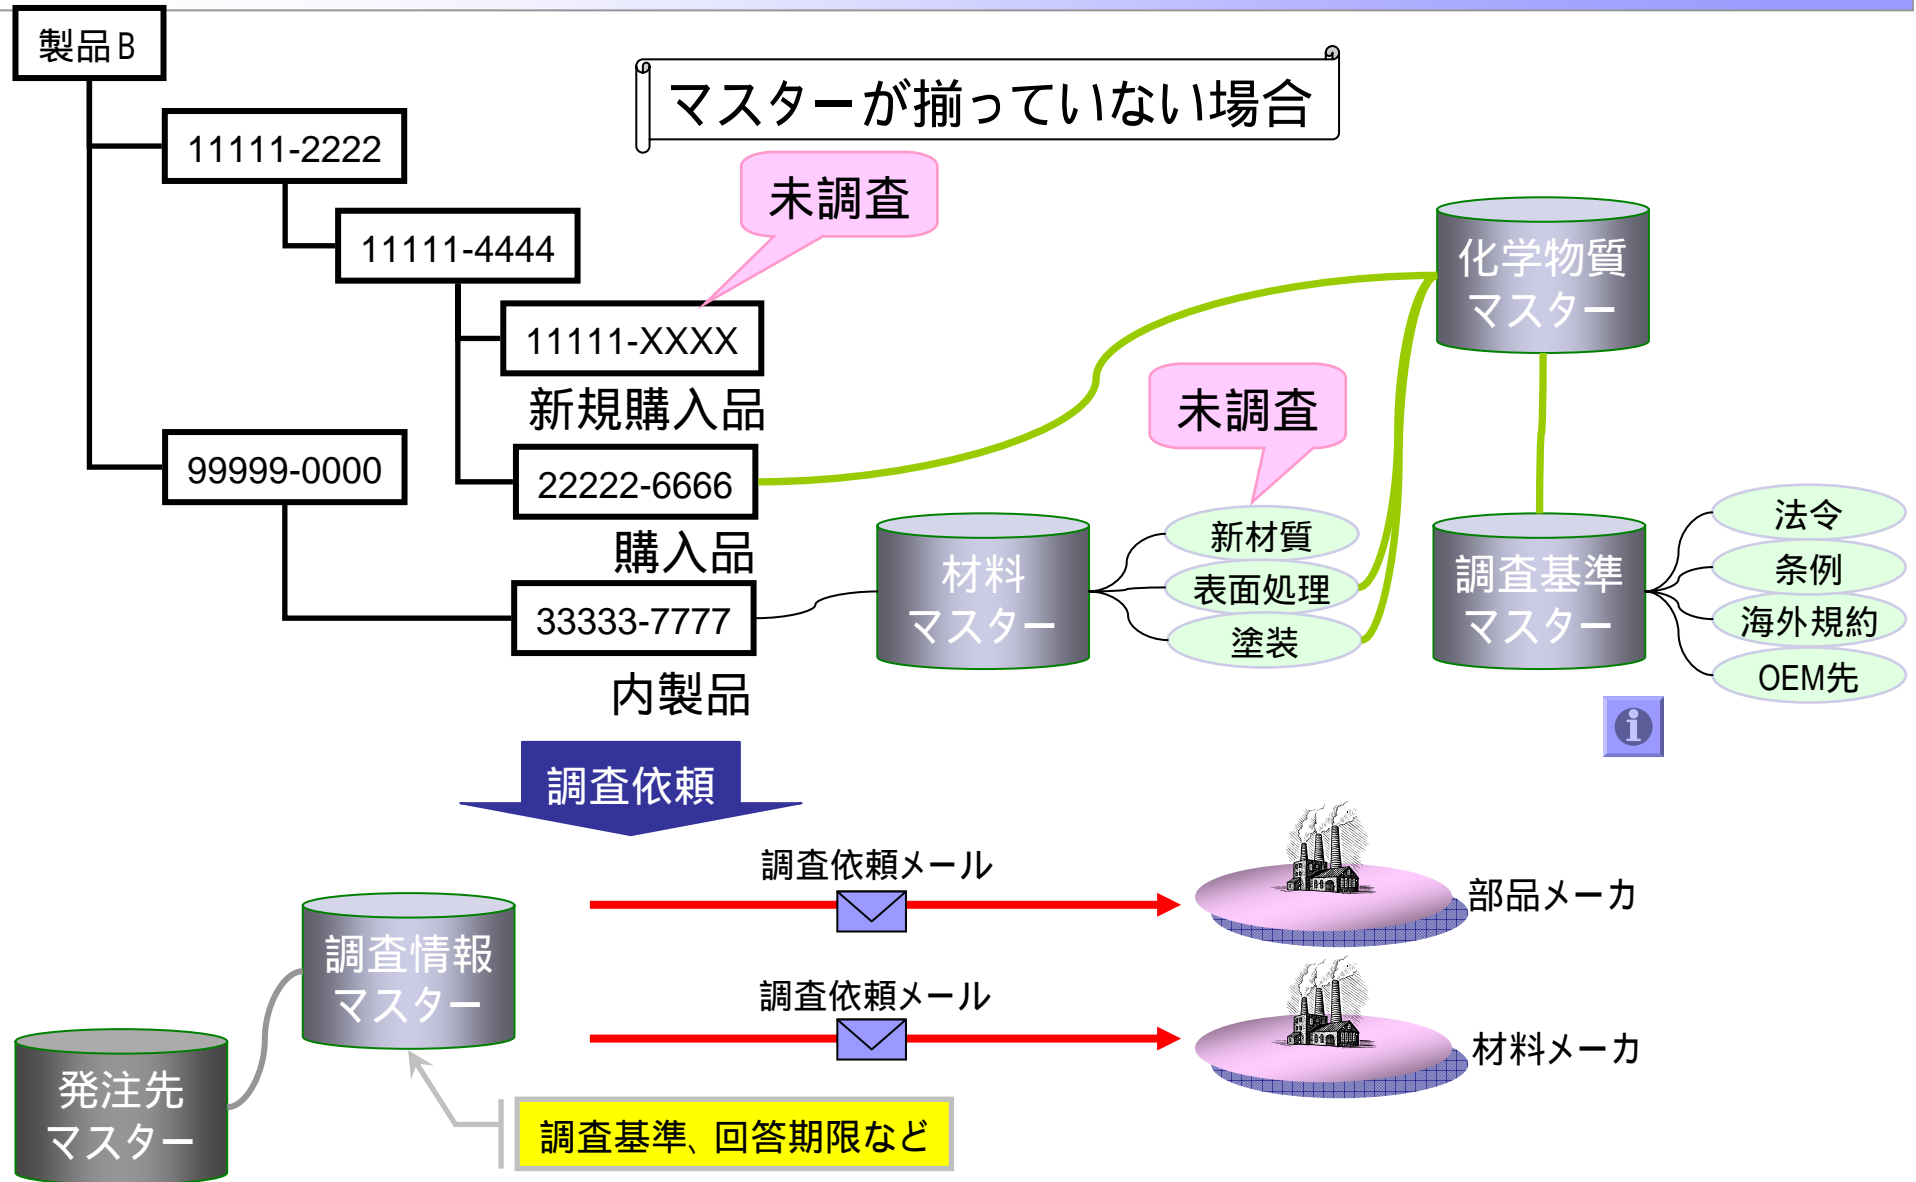 製品B
マスターが揃っていない場合
11111-2222
未調査
11111-4444
化学物質
マスター
11111-XXXX
新規購入品
未調査
99999-0000
22222-6666
購入品
材料
マスター
新材質
表面処理
塗装
調査基準
マスター
法令
条例
海外規約
OEM先
33333-7777
内製品
調査依頼
調査依頼メール
部品メーカ
調査情報
マスター
調査依頼メール
材料メーカ
発注先
マスター
調査基準、回答期限など